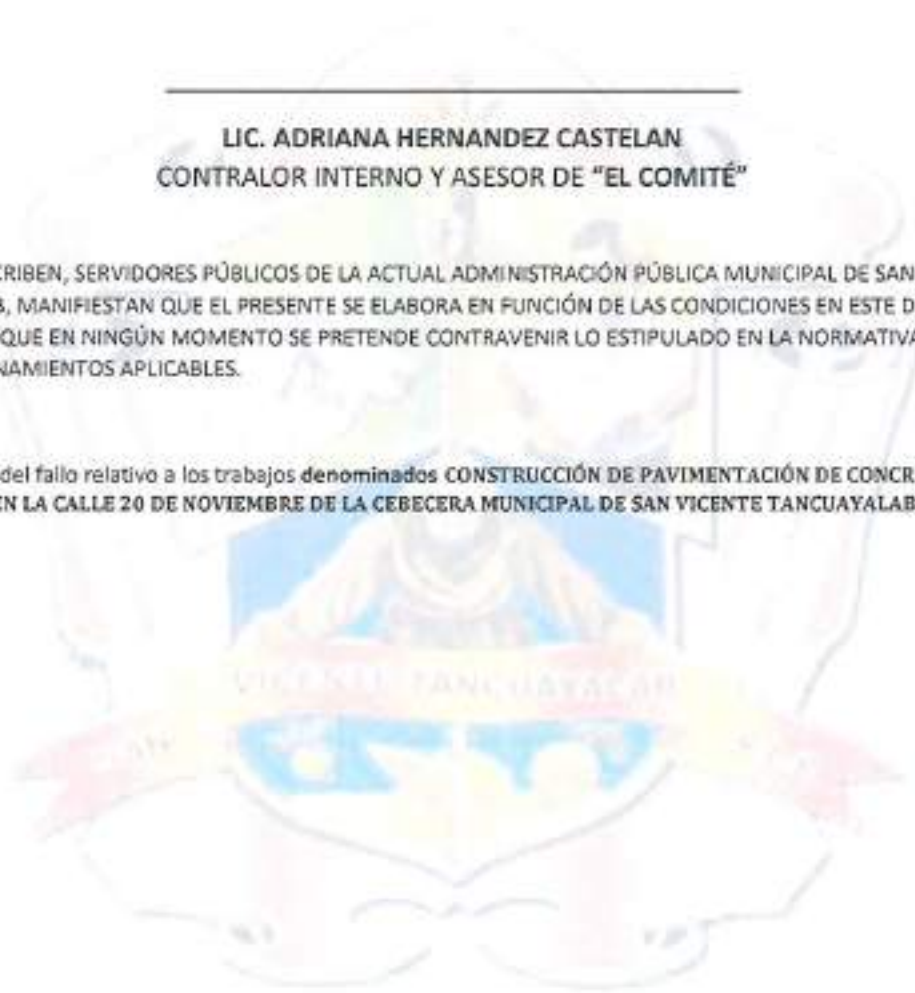 LIC. ADRIANA HERNANDEZ CASTELAN
CONTRALOR INTERNO Y ASESOR DE "EL COMITÉ"
CRIBEN, SERVIDORES PÚBLICOS DE LA ACTUAL ADMINISTRACIÓN PÚBLICA MUNICIPAL DE SAN
, MANIFIESTAN QUE EL PRESENTE SE ELABORA EN FUNCIÓN DE LAS CONDICIONES EN ESTE D
QUE EN NINGÚN MOMENTO SE PRETENDE CONTRAVENIR LO ESTIPULADO EN LA NORMATIVA
NAMIENTOS APLICABLES.
del fallo relativo a los trabajos denominados CONSTRUCCIÓN DE PAVIMENTACIÓN DE CONCR
EN LA CALLE 20 DE NOVIEMBRE DE LA CEBECERA MUNICIPAL DE SAN VICENTE TANCUAYALAB
VICENTE TANCUAYALAB